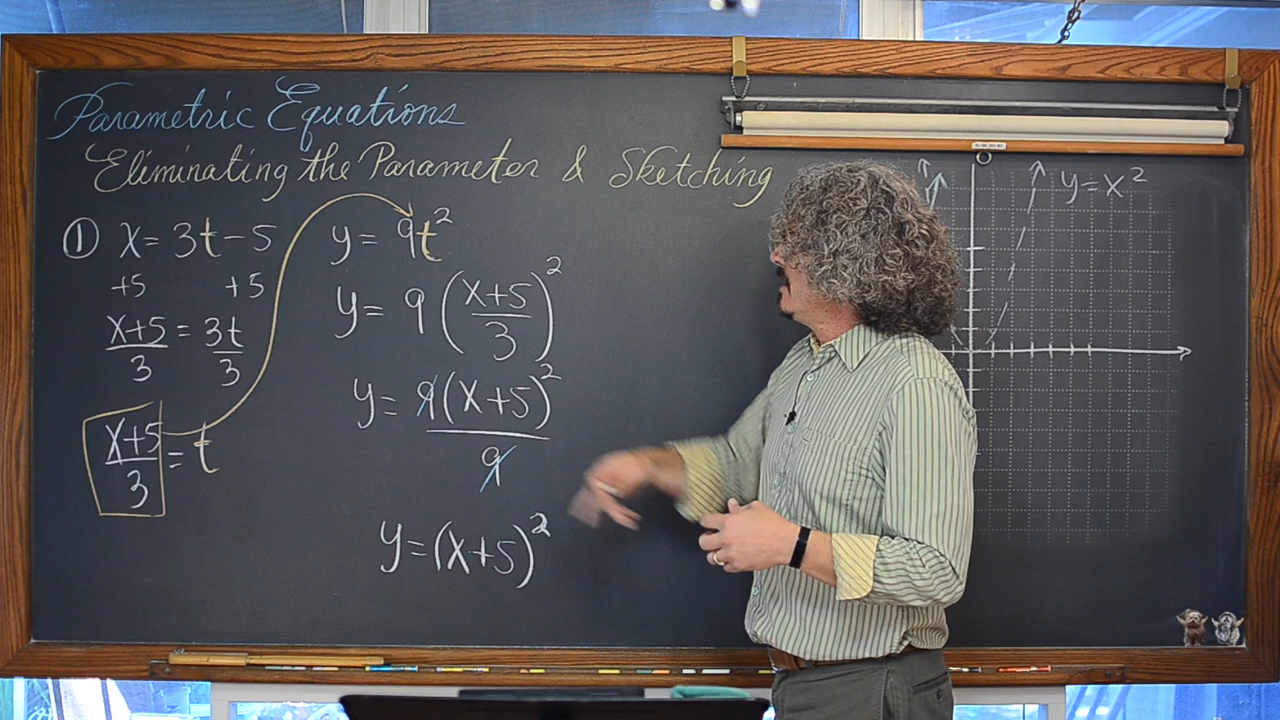 Parametric Equations
Eliminating the Parameter & Sketching
① x = 3t - 5
+5 +5
x+5/3 = 3t/3
x+5/3 = t
y = 9t²
y = 9(x+5/3)²
y = 9(x+5)²/9
y = (x+5)²
y = x²